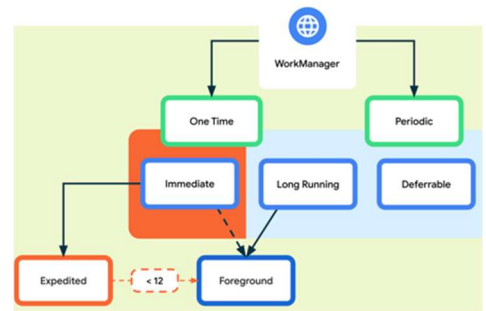 WorkManager
One Time
Periodic
Immediate
Long Running
Deferrable
Expedited
< 12
Foreground